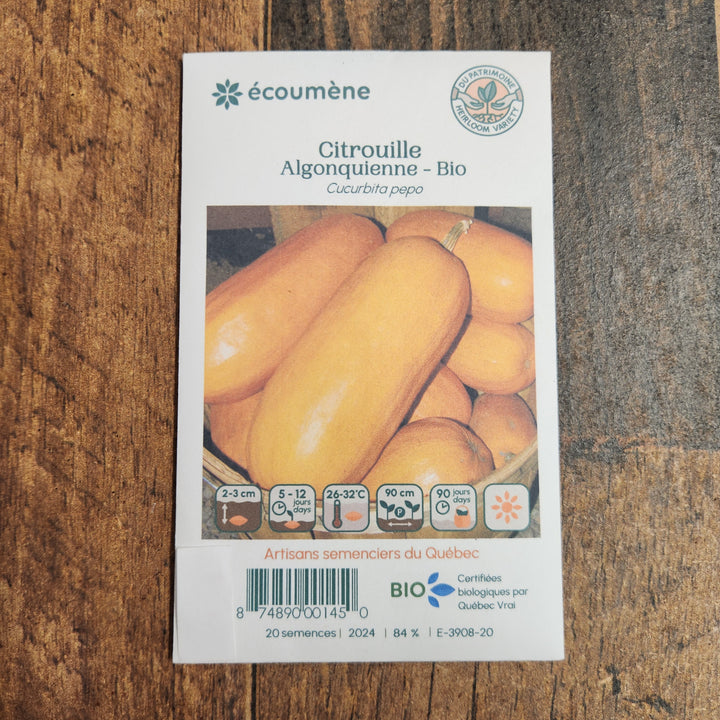 écoumène
DU PATRIMOINE
HEIRLOOM VARIETY
Citrouille
Algonquienne - Bio
Cucurbita pepo
2-3 cm
5 - 12
jours
days
26-32°C
90 cm
P
90 jours
days
Artisans semenciers du Québec
8 74890 00145 0
BIO
Certifiées
biologiques par
Québec Vrai
20 semences | 2024 | 84 % | E-3908-20